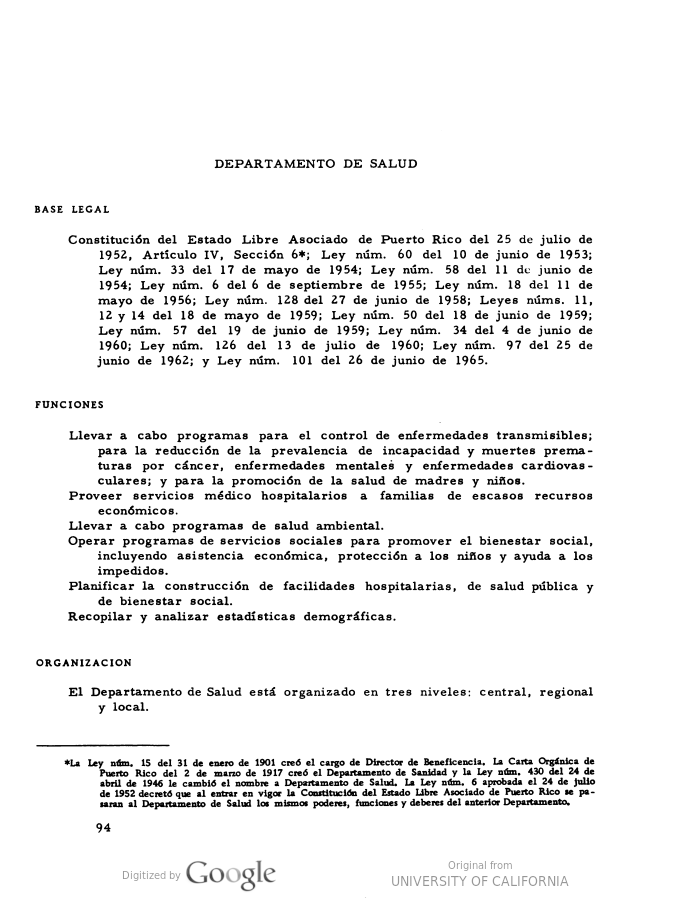 DEPARTAMENTO DE SALUD
BASE LEGAL
Constitución del Estado Libre Asociado de Puerto Rico del 25 de julio de
1952, Artículo IV, Sección 6*; Ley núm. 60 del 10 de junio de 1953;
Ley núm. 33 del 17 de mayo de 1954; Ley núm. 58 del 11 de junio de
1954; Ley núm. 6 del 6 de septiembre de 1955; Ley núm. 18 del 11 de
mayo de 1956; Ley núm. 128 del 27 de junio de 1958; Leyes núms. 11,
12 y 14 del 18 de mayo de 1959; Ley núm. 50 del 18 de junio de 1959;
Ley núm. 57 del 19 de junio de 1959; Ley núm. 34 del 4 de junio de
1960; Ley núm. 126 del 13 de julio de 1960; Ley núm. 97 del 25 de
junio de 1962; y Ley núm. 101 del 26 de junio de 1965.
FUNCIONES
Llevar a cabo programas para el control de enfermedades transmisibles;
para la reducción de la prevalencia de incapacidad y muertes prema-
turas por cáncer, enfermedades mentales y enfermedades cardiovas-
culares; y para la promoción de la salud de madres y niños.
Proveer servicios médico hospitalarios a familias de escasos recursos
económicos.
Llevar a cabo programas de salud ambiental.
Operar programas de servicios sociales para promover el bienestar social,
incluyendo asistencia económica, protección a los niños y ayuda a los
impedidos.
Planificar la construcción de facilidades hospitalarias, de salud pública y
de bienestar social.
Recopilar y analizar estadísticas demográficas.
ORGANIZACION
El Departamento de Salud está organizado en tres niveles: central, regional
y local.
*La Ley núm. 15 del 31 de enero de 1901 creó el cargo de Director de Beneficencia. La Carta Orgánica de
Puerto Rico del 2 de marzo de 1917 creó el Departamento de Sanidad y la Ley núm. 430 del 24 de
abril de 1946 le cambió el nombre a Departamento de Salud. La Ley núm. 6 aprobada el 24 de julio
de 1952 decretó que al entrar en vigor la Constitución del Estado Libre Asociado de Puerto Rico se pa-
saran al Departamento de Salud los mismos poderes, funciones y deberes del anterior Departamento.
94
Digitized by Google
Original from
UNIVERSITY OF CALIFORNIA